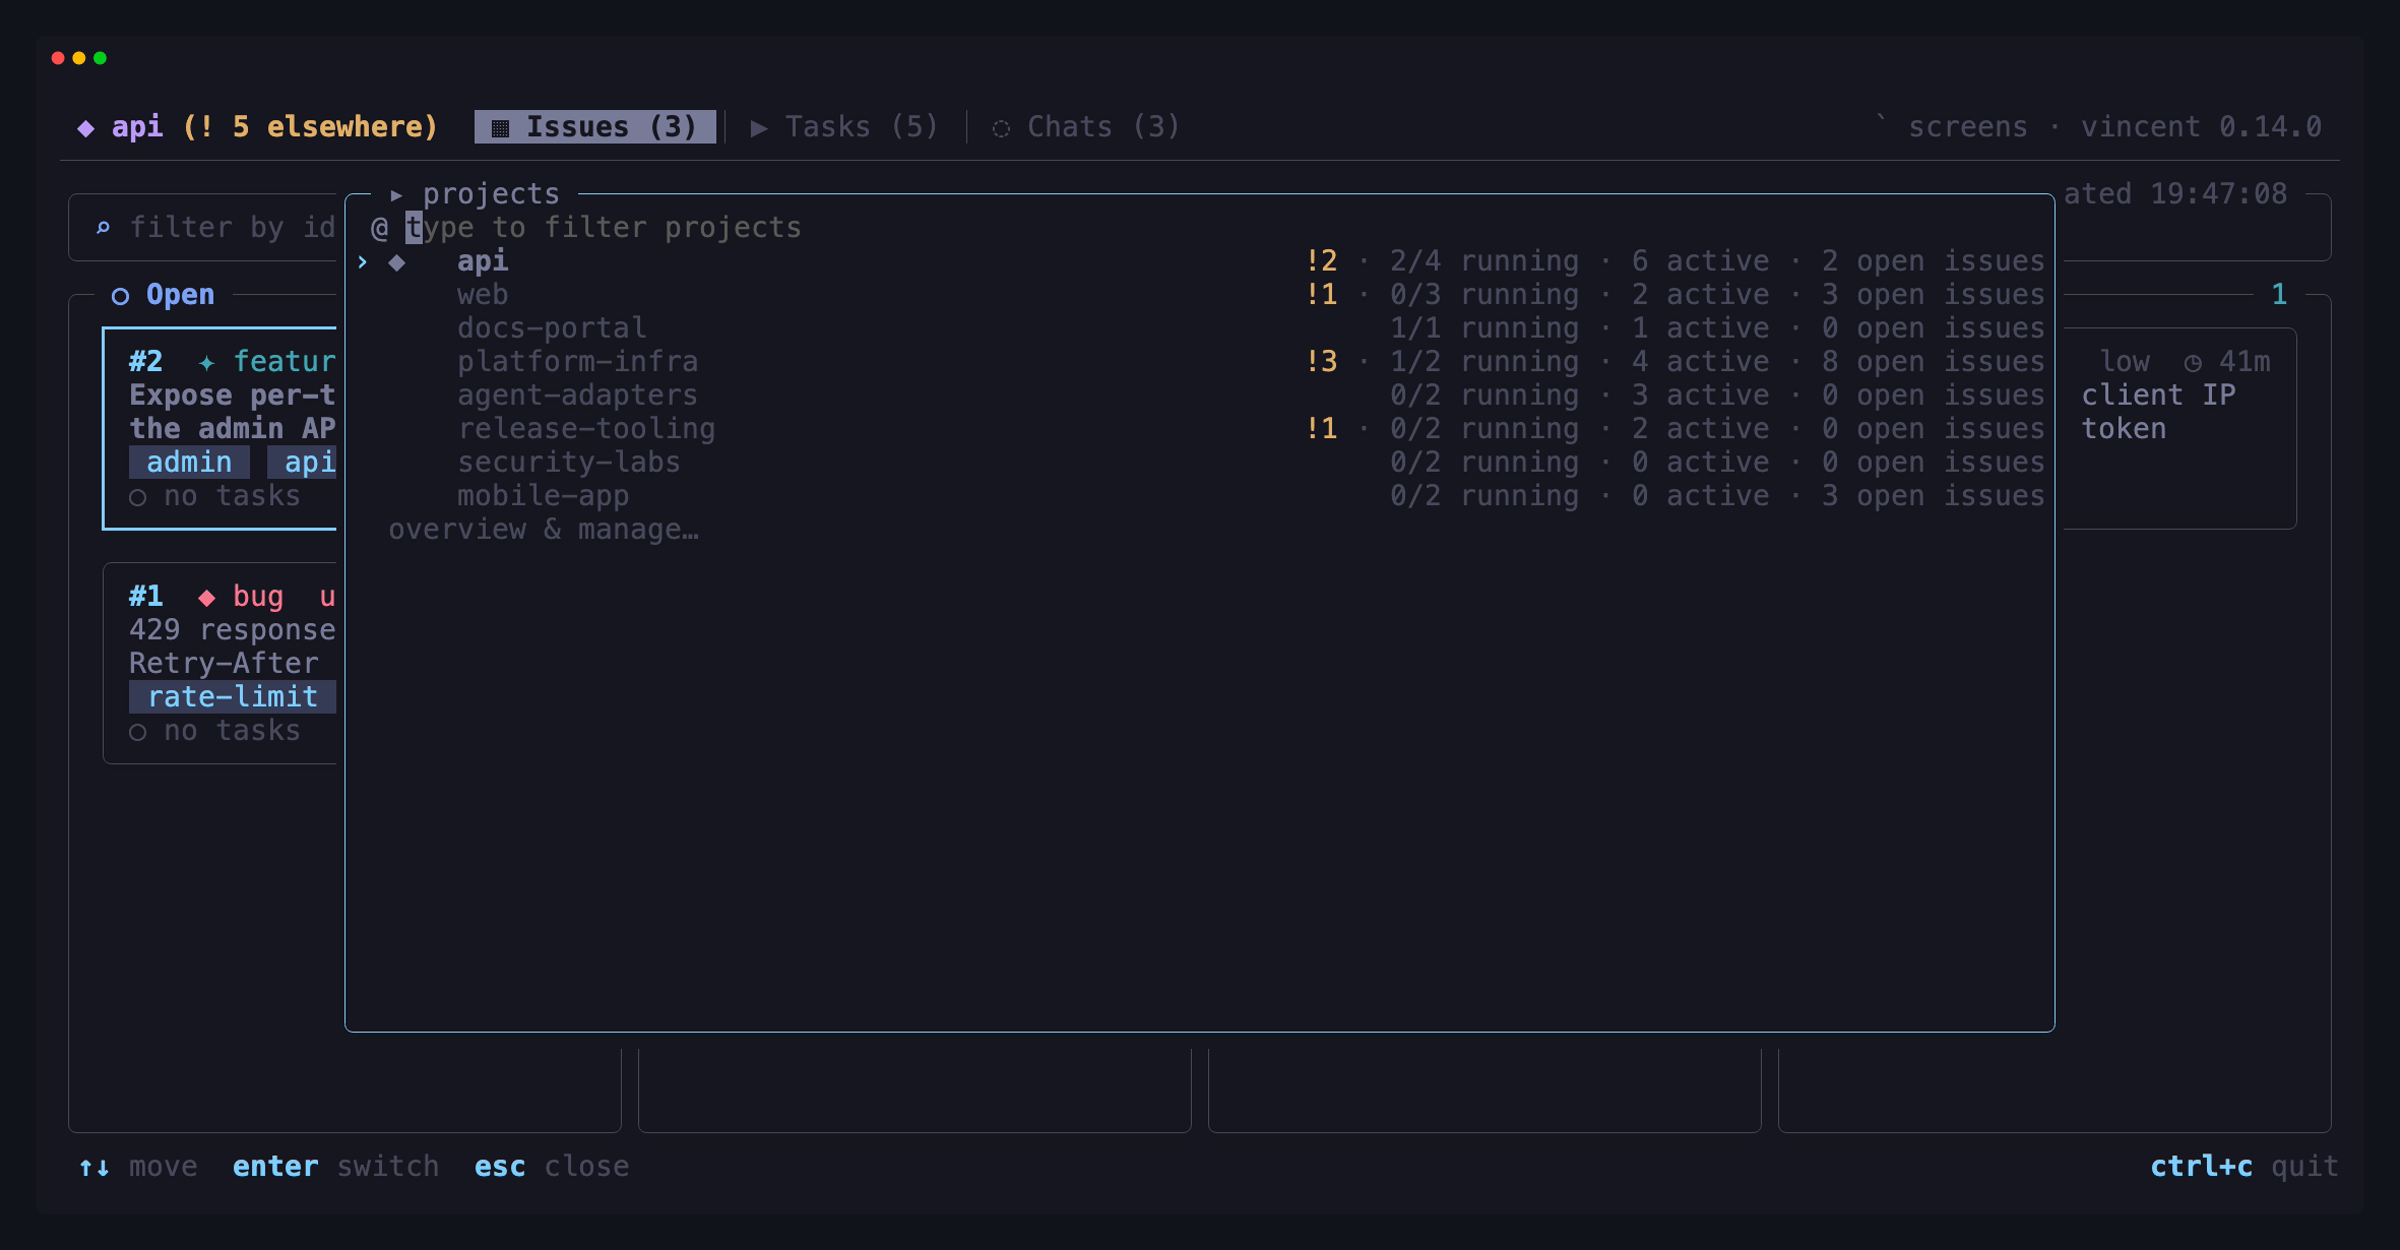 ◆ api (! 5 elsewhere) ▦ Issues (3) ▶ Tasks (5) ◌ Chats (3) ` screens · vincent 0.14.0
▸ projects
ated 19:47:08
⌕ filter by id
@ type to filter projects
› ◆ api !2 · 2/4 running · 6 active · 2 open issues
web !1 · 0/3 running · 2 active · 3 open issues
docs-portal 1/1 running · 1 active · 0 open issues
platform-infra !3 · 1/2 running · 4 active · 8 open issues
agent-adapters 0/2 running · 3 active · 0 open issues
release-tooling !1 · 0/2 running · 2 active · 0 open issues
security-labs 0/2 running · 0 active · 0 open issues
mobile-app 0/2 running · 0 active · 3 open issues
overview & manage…
○ Open
#2 ✦ featur
Expose per-t
the admin AP
admin api
○ no tasks
#1 ◆ bug u
429 response
Retry-After
rate-limit
○ no tasks
1
low ◷ 41m
client IP
token
↑↓ move enter switch esc close ctrl+c quit